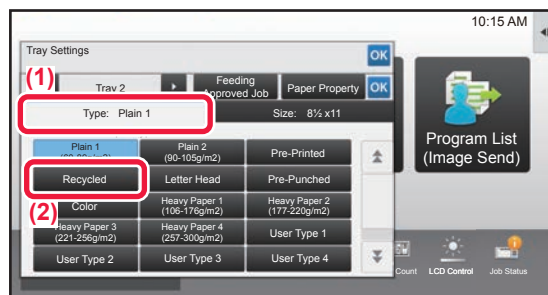 10:15 AM
Tray Settings
OK
(1)
Tray 2
Feeding
Approved Job
Paper Property
OK
Type: Plain 1
Size: 8½ x11
Plain 1
Plain 2
(90-105g/m2)
Pre-Printed
Recycled
Letter Head
Pre-Punched
(2)
Color
Heavy Paper 1
(106-176g/m2)
Heavy Paper 2
(177-220g/m2)
Heavy Paper 3
(221-256g/m2)
Heavy Paper 4
(257-300g/m2)
User Type 1
User Type 2
User Type 3
User Type 4
Program List
(Image Send)
Count
LCD Control
Job Status